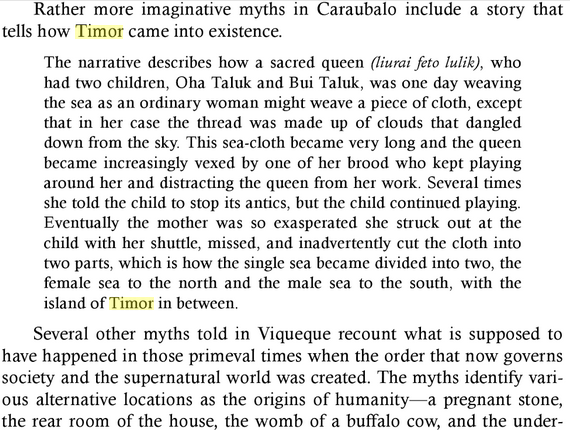 Rather more imaginative myths in Caraubalo include a story that
tells how Timor came into existence.
The narrative describes how a sacred queen (liurai feto lulik), who
had two children, Oha Taluk and Bui Taluk, was one day weaving
the sea as an ordinary woman might weave a piece of cloth, except
that in her case the thread was made up of clouds that dangled
down from the sky. This sea-cloth became very long and the queen
became increasingly vexed by one of her brood who kept playing
around her and distracting the queen from her work. Several times
she told the child to stop its antics, but the child continued playing.
Eventually the mother was so exasperated she struck out at the
child with her shuttle, missed, and inadvertently cut the cloth into
two parts, which is how the single sea became divided into two, the
female sea to the north and the male sea to the south, with the
island of Timor in between.
Several other myths told in Viqueque recount what is supposed to
have happened in those primeval times when the order that now governs
society and the supernatural world was created. The myths identify vari-
ous alternative locations as the origins of humanity—a pregnant stone,
the rear room of the house, the womb of a buffalo cow, and the under-